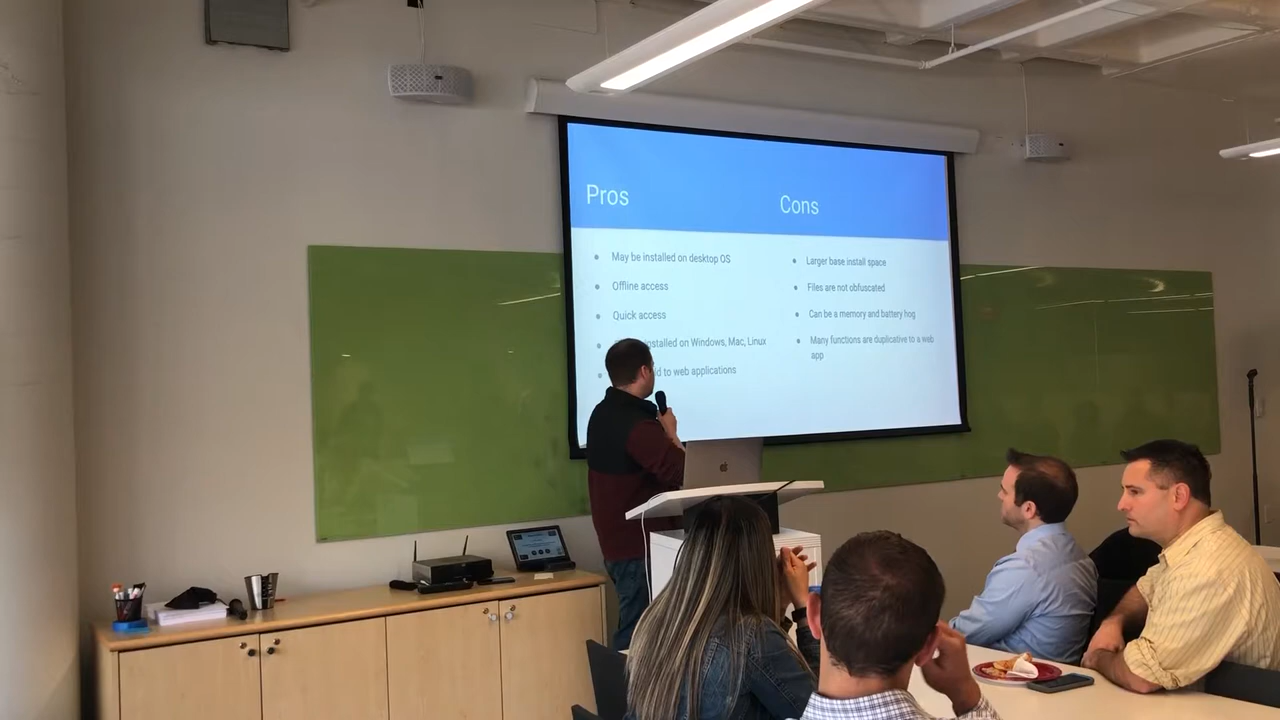 Pros
Cons
May be installed on desktop OS
Offline access
Quick access
installed on Windows, Mac, Linux
to web applications
Larger base install space
Files are not obfuscated
Can be a memory and battery hog
Many functions are duplicative to a web
app